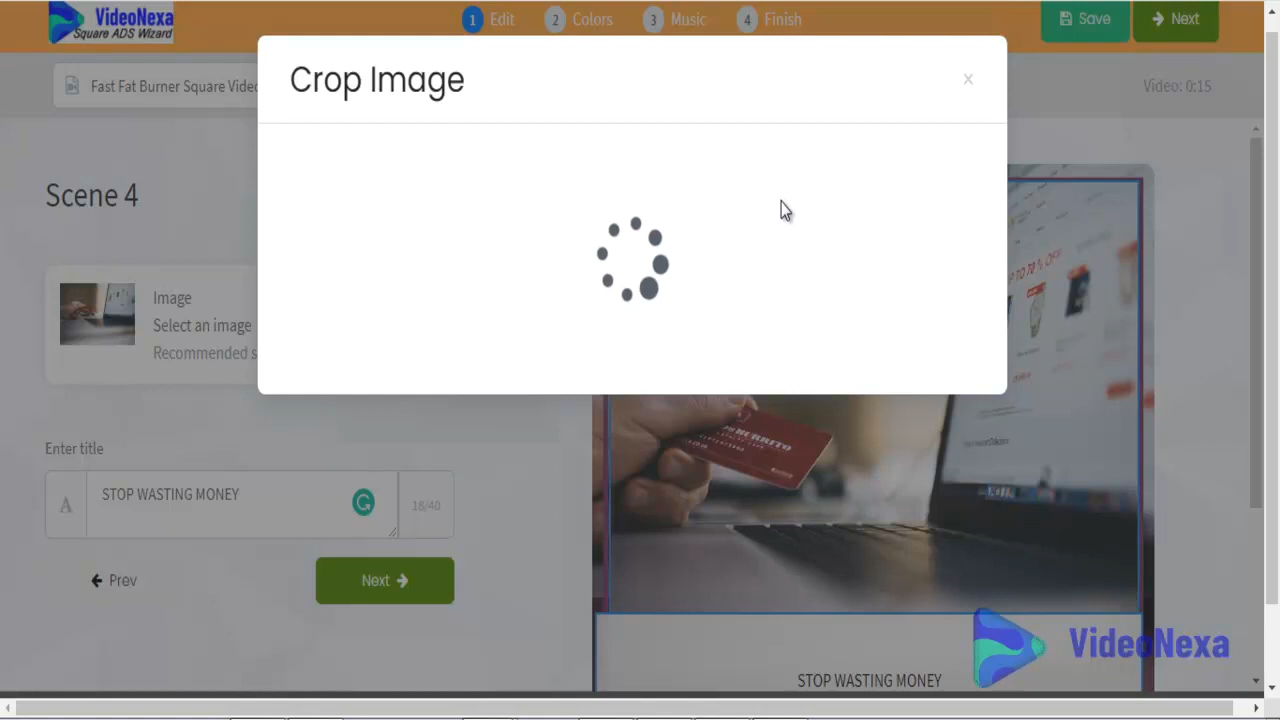 VideoNexa
Square ADS Wizard
1 Edit
2 Colors
3 Music
4 Finish
Save
Next
Fast Fat Burner Square Video
Video: 0:15
Crop Image
x
Scene 4
Image
Select an image
Recommended s
UP TO 70 % OFF
BURRITO
Enter title
A
STOP WASTING MONEY
G
18/40
Prev
Next
VideoNexa
STOP WASTING MONEY